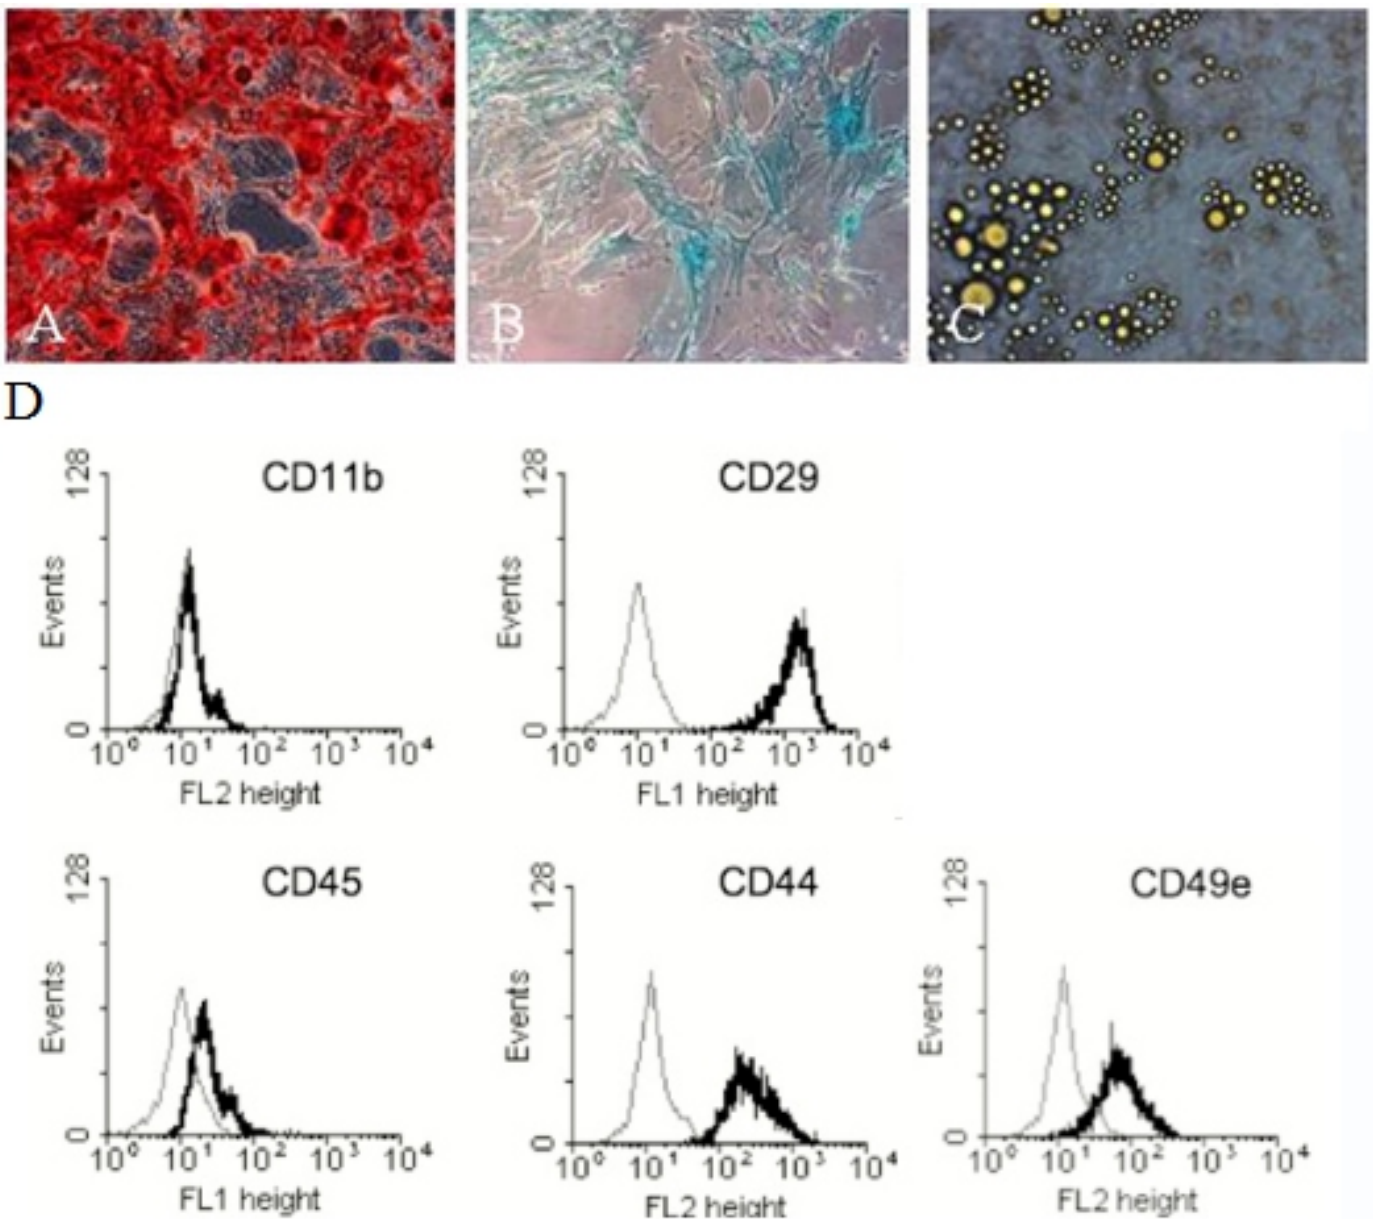 A
B
C
D
CD11b
128
Events
0
10⁰ 10¹ 10² 10³ 10⁴
FL2 height
CD29
128
Events
0
10⁰ 10¹ 10² 10³ 10⁴
FL1 height
CD45
128
Events
0
10⁰ 10¹ 10² 10³ 10⁴
FL1 height
CD44
128
Events
0
10⁰ 10¹ 10² 10³ 10⁴
FL2 height
CD49e
128
Events
0
10⁰ 10¹ 10² 10³ 10⁴
FL2 height